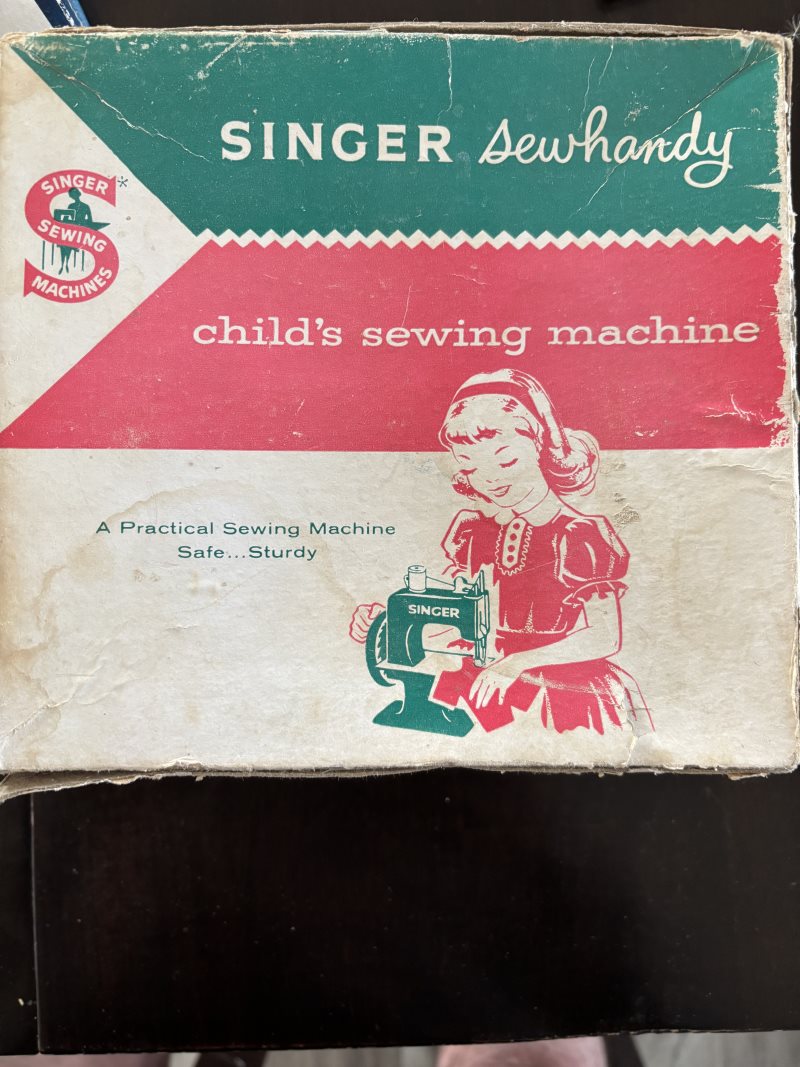 SINGER sewhandy
SINGER*
SEWING
MACHINES
child's sewing machine
A Practical Sewing Machine
Safe...Sturdy
SINGER